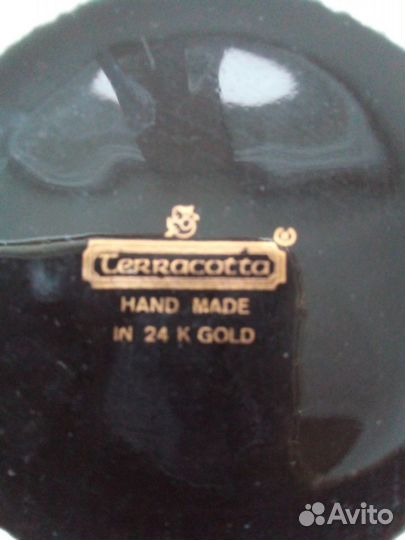 ©
Terracotta
HAND MADE
IN 24 K GOLD
Avito